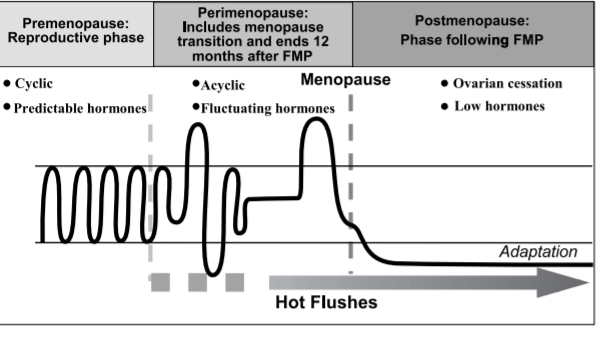 Premenopause:
Reproductive phase
Perimenopause:
Includes menopause
transition and ends 12
months after FMP
Postmenopause:
Phase following FMP
● Cyclic
● Predictable hormones
●Acyclic
●Fluctuating hormones
Menopause
● Ovarian cessation
● Low hormones
Adaptation
Hot Flushes